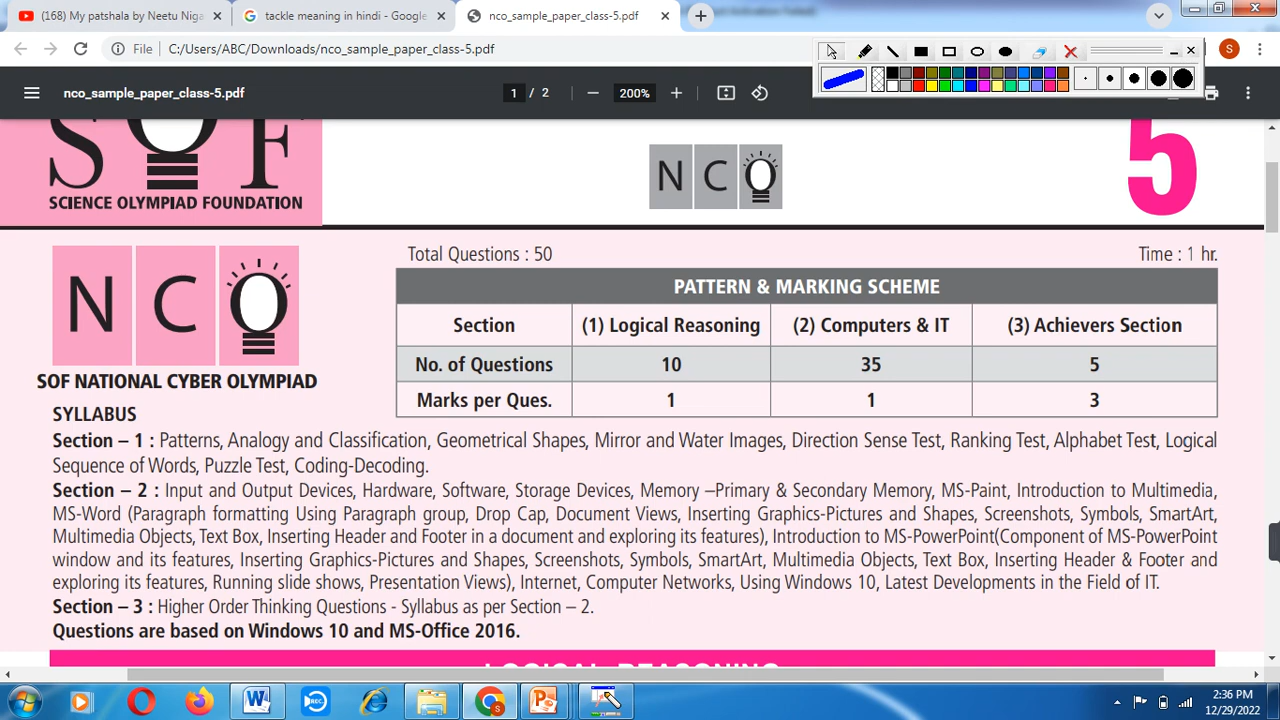 (168) My patshala by Neetu Niga
tackle meaning in hindi - Google
nco_sample_paper_class-5.pdf
File C:/Users/ABC/Downloads/nco_sample_paper_class-5.pdf
S
nco_sample_paper_class-5.pdf
1 / 2
200%
SOF
SCIENCE OLYMPIAD FOUNDATION
NCO
5
NCO
SOF NATIONAL CYBER OLYMPIAD
Total Questions : 50
Time : 1 hr.
PATTERN & MARKING SCHEME
Section (1) Logical Reasoning (2) Computers & IT (3) Achievers Section
No. of Questions 10 35 5
Marks per Ques. 1 1 3
SYLLABUS
Section – 1 : Patterns, Analogy and Classification, Geometrical Shapes, Mirror and Water Images, Direction Sense Test, Ranking Test, Alphabet Test, Logical
Sequence of Words, Puzzle Test, Coding-Decoding.
Section – 2 : Input and Output Devices, Hardware, Software, Storage Devices, Memory –Primary & Secondary Memory, MS-Paint, Introduction to Multimedia,
MS-Word (Paragraph formatting Using Paragraph group, Drop Cap, Document Views, Inserting Graphics-Pictures and Shapes, Screenshots, Symbols, SmartArt,
Multimedia Objects, Text Box, Inserting Header and Footer in a document and exploring its features), Introduction to MS-PowerPoint(Component of MS-PowerPoint
window and its features, Inserting Graphics-Pictures and Shapes, Screenshots, Symbols, SmartArt, Multimedia Objects, Text Box, Inserting Header & Footer and
exploring its features, Running slide shows, Presentation Views), Internet, Computer Networks, Using Windows 10, Latest Developments in the Field of IT.
Section – 3 : Higher Order Thinking Questions - Syllabus as per Section – 2.
Questions are based on Windows 10 and MS-Office 2016.
LOGICAL REASONING
REC
2:36 PM
12/29/2022